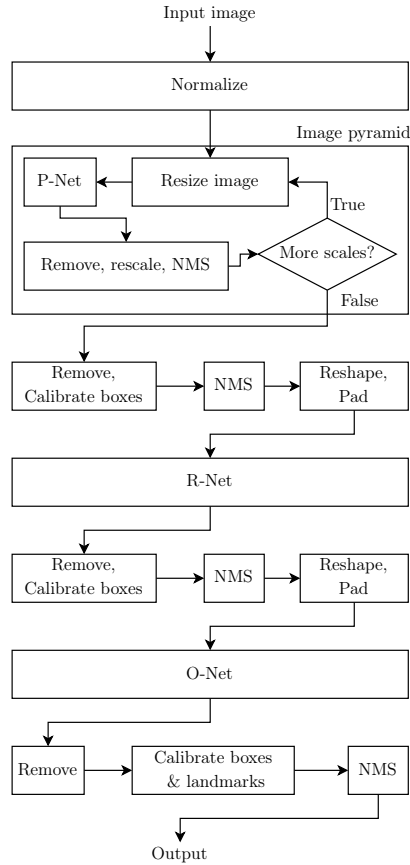 Input image
Normalize
Image pyramid
P-Net
Resize image
True
Remove, rescale, NMS
More scales?
False
Remove,
Calibrate boxes
NMS
Reshape,
Pad
R-Net
Remove,
Calibrate boxes
NMS
Reshape,
Pad
O-Net
Remove
Calibrate boxes
& landmarks
NMS
Output